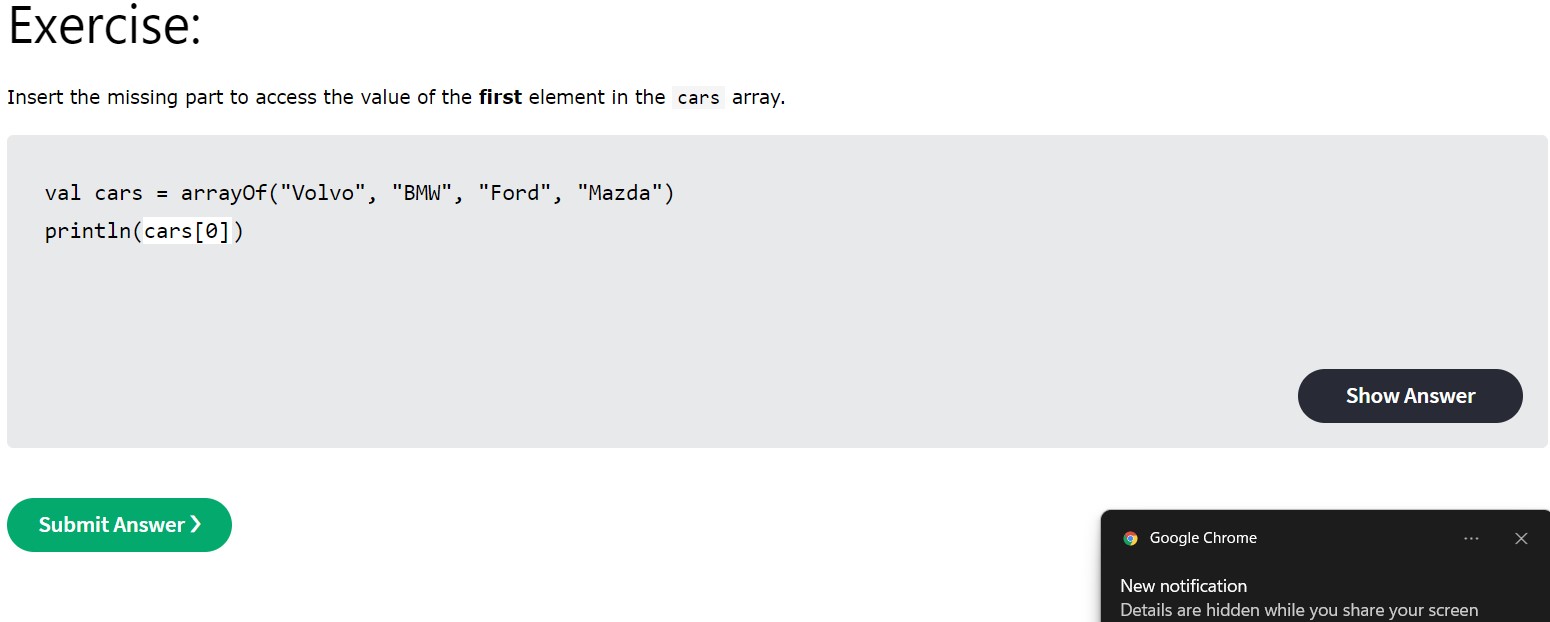 Exercise:
Insert the missing part to access the value of the first element in the cars array.
val cars = arrayOf("Volvo", "BMW", "Ford", "Mazda")
println(cars[0])
Show Answer
Submit Answer ❯
Google Chrome
New notification
Details are hidden while you share your screen